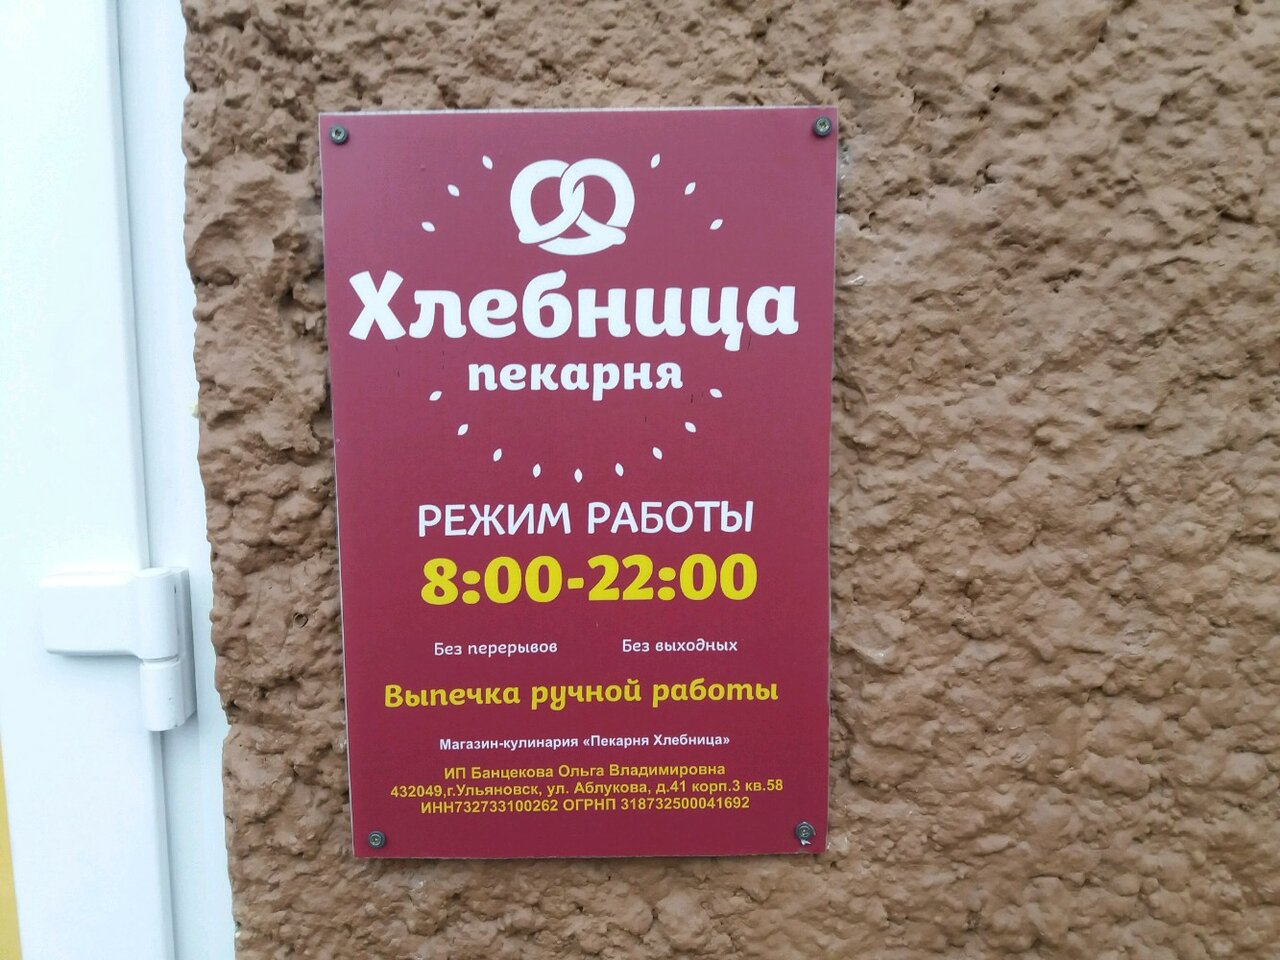 Хлебница
пекарня
РЕЖИМ РАБОТЫ
8:00-22:00
Без перерывов Без выходных
Выпечка ручной работы
Магазин-кулинария «Пекарня Хлебница»
ИП Банцекова Ольга Владимировна
432049,г.Ульяновск, ул. Аблукова, д.41 корп.3 кв.58
ИНН732733100262 ОГРНП 318732500041692